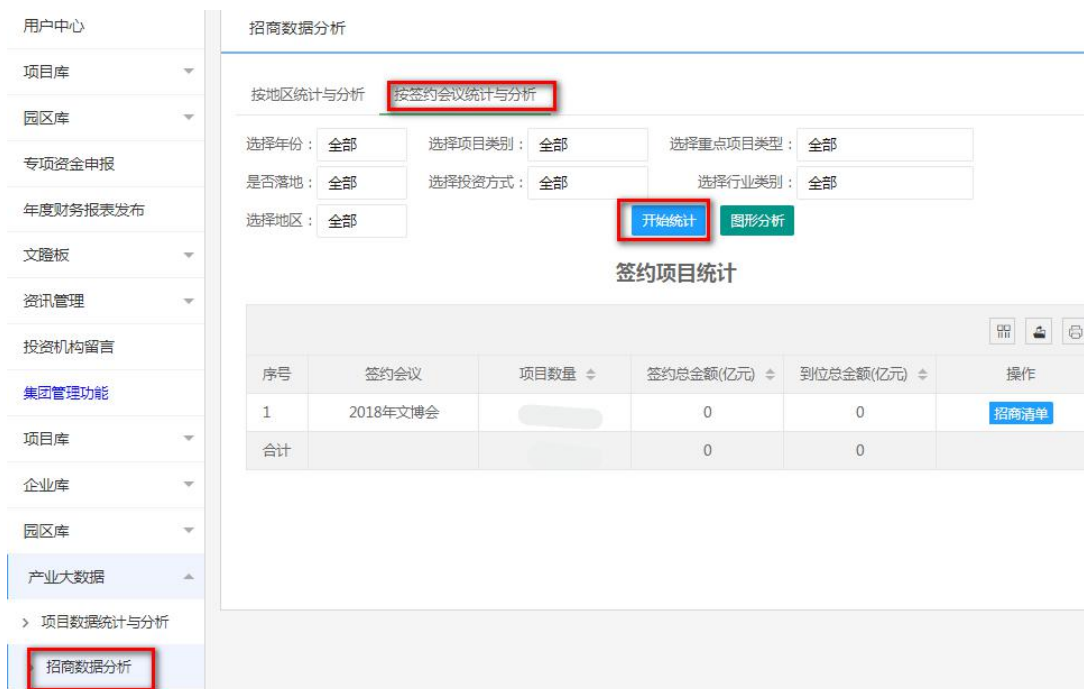 用户中心
项目库
园区库
专项资金申报
年度财务报表发布
文瞪板
资讯管理
投资机构留言
集团管理功能
项目库
企业库
园区库
产业大数据
项目数据统计与分析
招商数据分析
招商数据分析
按地区统计与分析 按签约会议统计与分析
选择年份： 全部 选择项目类别： 全部 选择重点项目类型： 全部
是否落地： 全部 选择投资方式： 全部 选择行业类别： 全部
选择地区： 全部 开始统计 图形分析
签约项目统计
序号 签约会议 项目数量 签约总金额(亿元) 到位总金额(亿元) 操作
1 2018年文博会 0 0 招商清单
合计 0 0